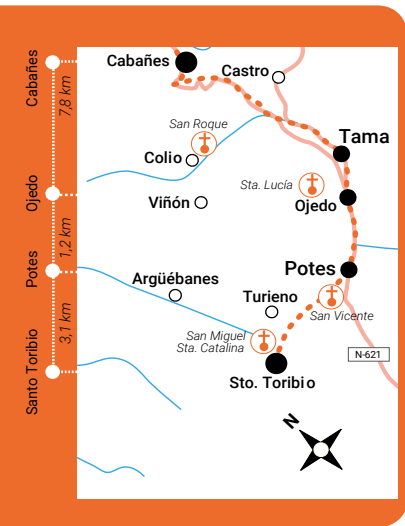 Cabañes
7,8 km
Ojedo
1,2 km
Potes
3,1 km
Santo Toribio
Cabañes
Castro
San Roque
Tama
Colio
Sta. Lucía
Viñón
Ojedo
Potes
Argüébanes
Turieno
San Vicente
San Miguel
Sta. Catalina
N-621
Sto. Toribio
N